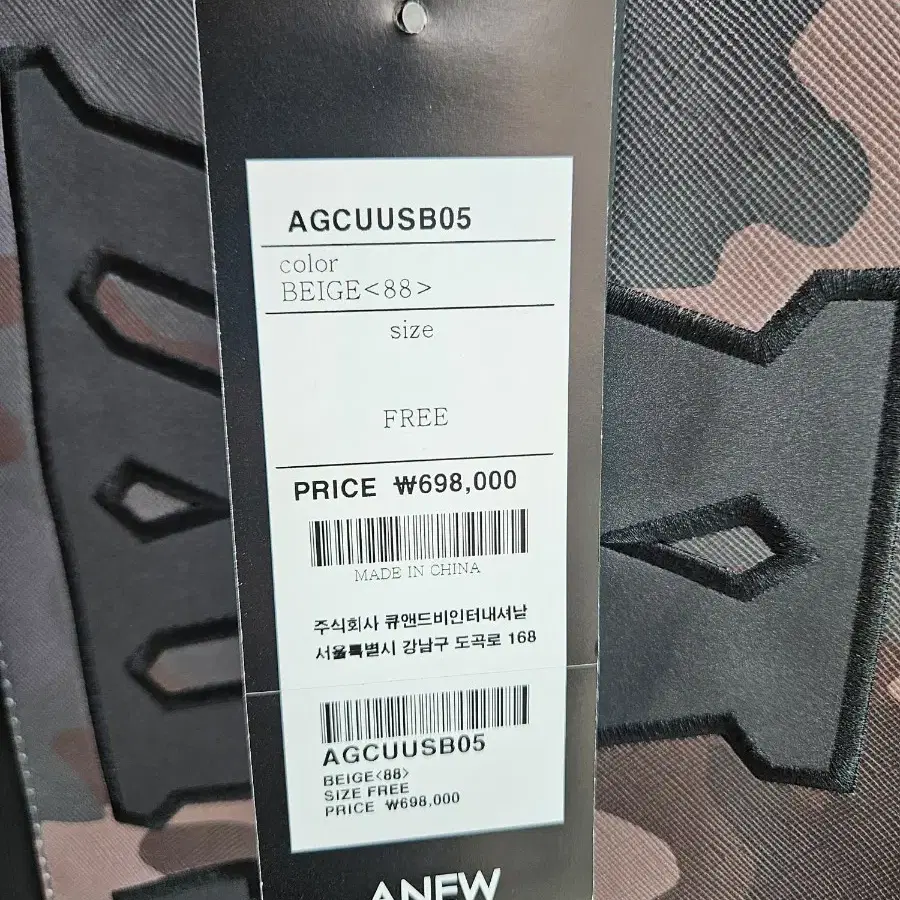 AGCUUSB05
color
BEIGE<88>
size
FREE
PRICE ₩698,000
MADE IN CHINA
주식회사 큐앤드비인터내셔날
서울특별시 강남구 도곡로 168
AGCUUSB05
BEIGE<88>
SIZE FREE
PRICE ₩698,000
ANEW